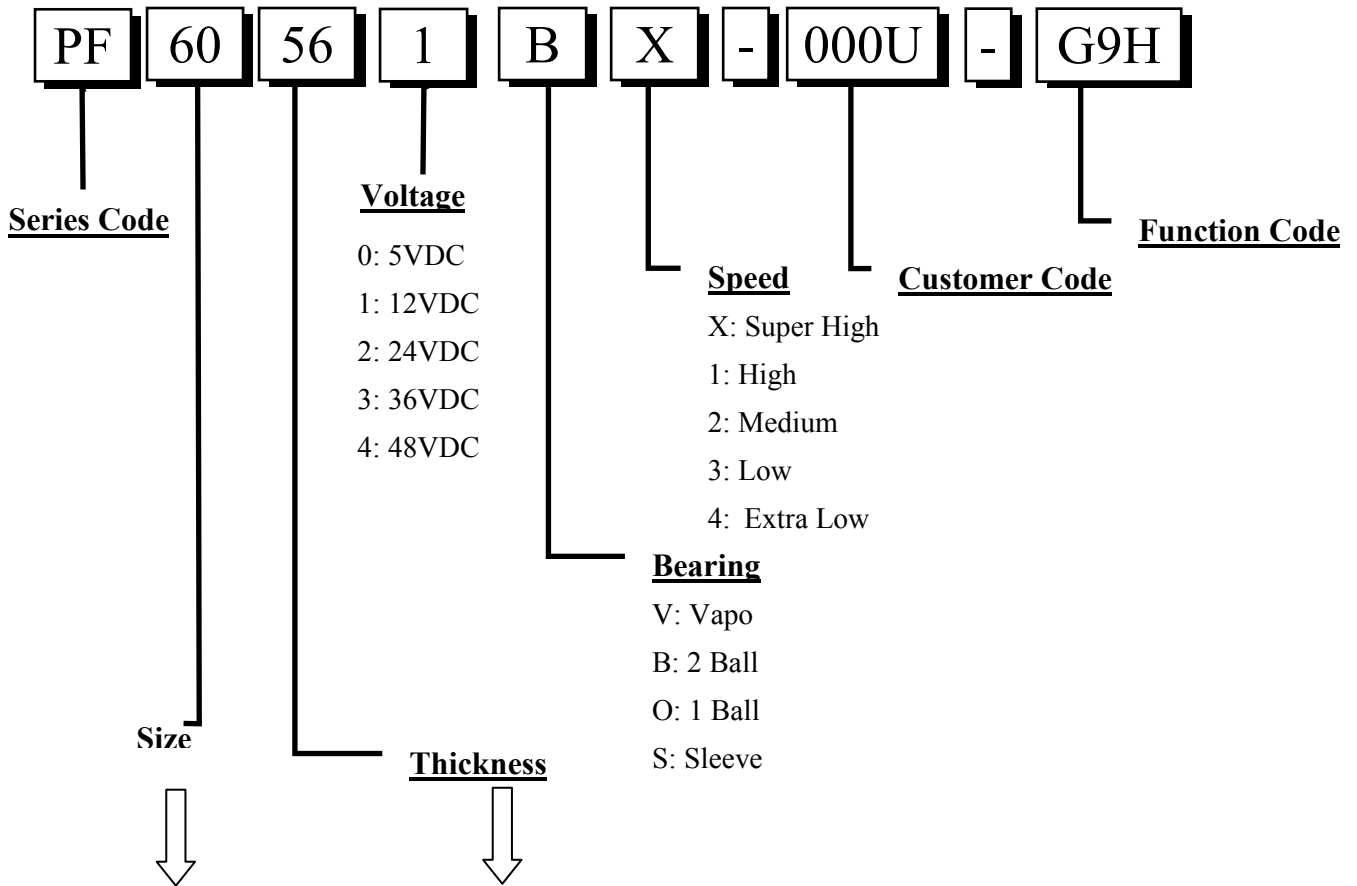 PF 60 56 1 B X - 000U - G9H
Series Code
Voltage
0: 5VDC
1: 12VDC
2: 24VDC
3: 36VDC
4: 48VDC
Function Code
Customer Code
Speed
X: Super High
1: High
2: Medium
3: Low
4: Extra Low
Bearing
V: Vapo
B: 2 Ball
O: 1 Ball
S: Sleeve
Size
Thickness